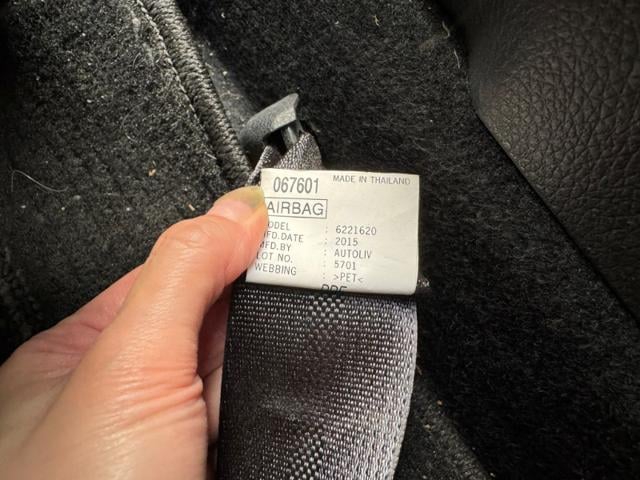 067601 MADE IN THAILAND
AIRBAG
MODEL : 6221620
MFD.DATE : 2015
MFD.BY : AUTOLIV
LOT NO. : 5701
WEBBING : >PET<